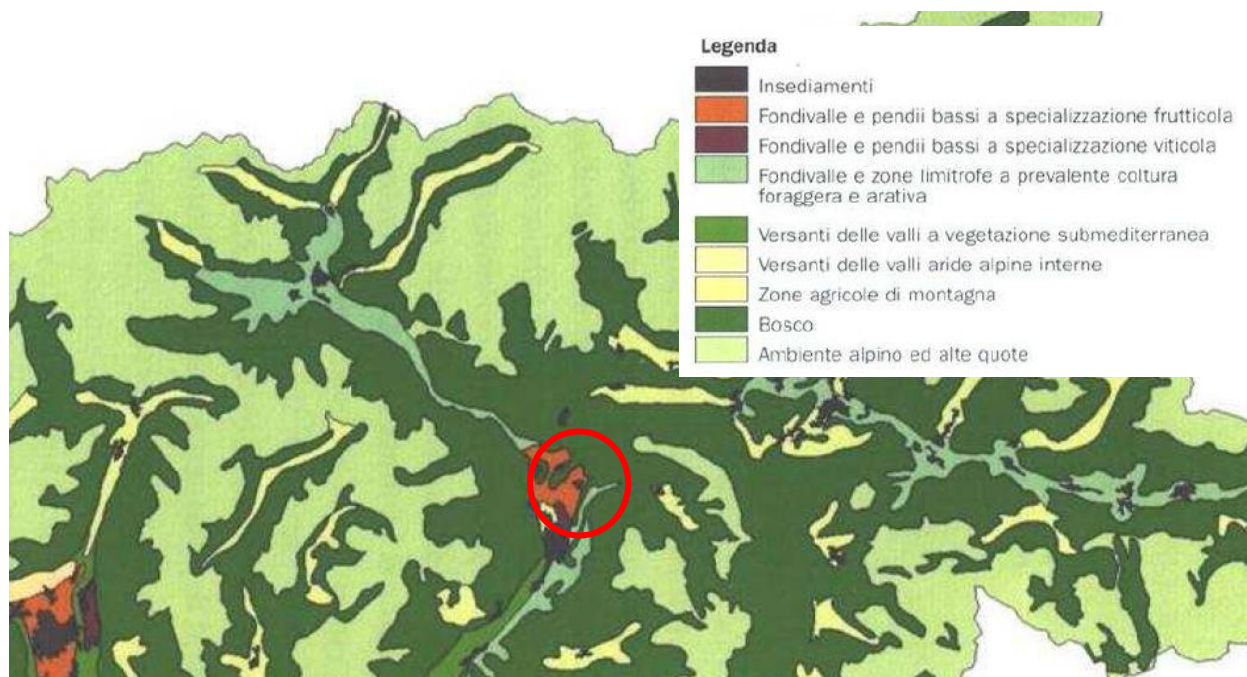 Legenda
Insediamenti
Fondivalle e pendii bassi a specializzazione frutticola
Fondivalle e pendii bassi a specializzazione viticola
Fondivalle e zone limitrofe a prevalente coltura
foraggera e arativa
Versanti delle valli a vegetazione submediterranea
Versanti delle valli aride alpine interne
Zone agricole di montagna
Bosco
Ambiente alpino ed alte quote